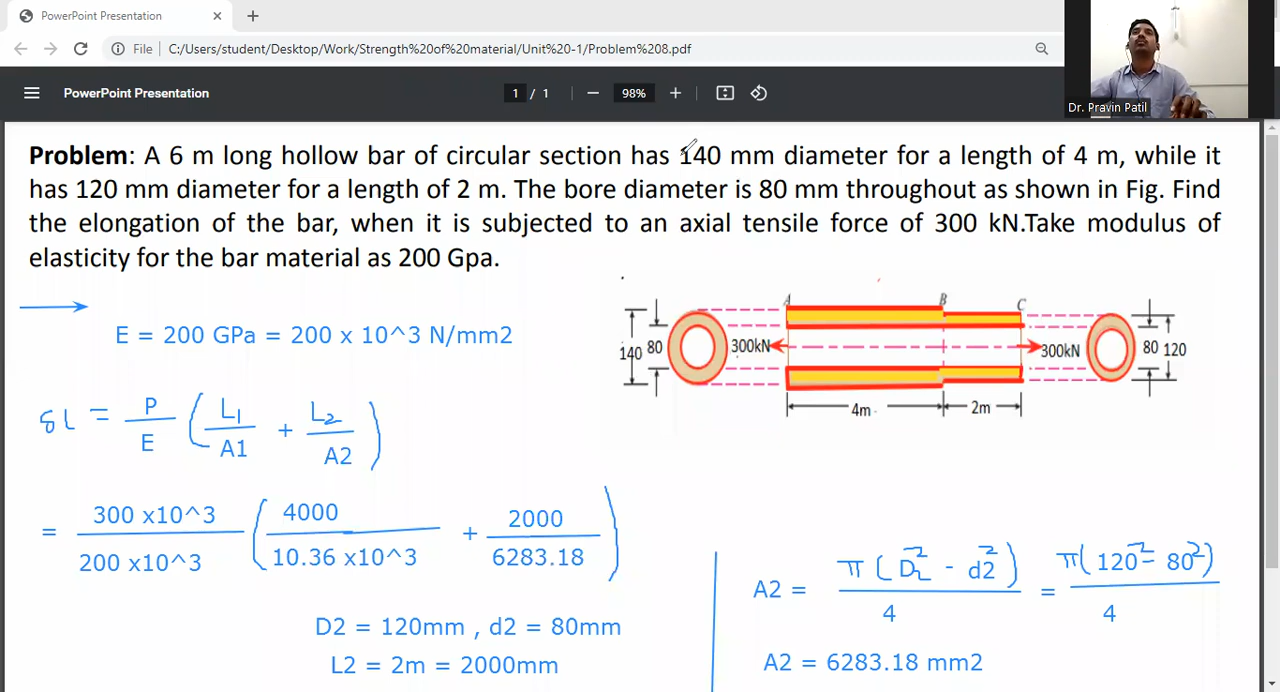 PowerPoint Presentation
File C:/Users/student/Desktop/Work/Strength%20of%20material/Unit%20-1/Problem%208.pdf
PowerPoint Presentation 1 / 1 98%
Dr. Pravin Patil
Problem: A 6 m long hollow bar of circular section has 140 mm diameter for a length of 4 m, while it
has 120 mm diameter for a length of 2 m. The bore diameter is 80 mm throughout as shown in Fig. Find
the elongation of the bar, when it is subjected to an axial tensile force of 300 kN.Take modulus of
elasticity for the bar material as 200 Gpa.
E = 200 GPa = 200 x 10^3 N/mm2
A B C
140 80 300kN 300kN 80 120
4m 2m
δL = P/E ( L1/A1 + L2/A2 )
= 300 x10^3 / 200 x10^3 ( 4000 / 10.36 x10^3 + 2000 / 6283.18 )
D2 = 120mm , d2 = 80mm
L2 = 2m = 2000mm
A2 = π ( D2² - d2² ) / 4 = π ( 120² - 80² ) / 4
A2 = 6283.18 mm2